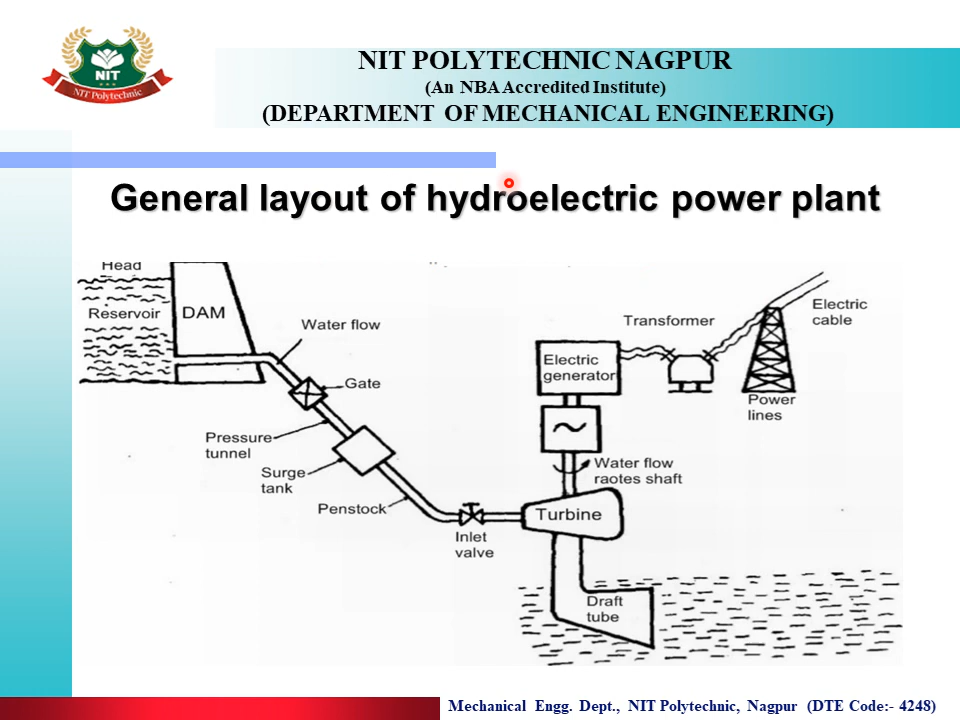 NIT
NIT Polytechnic
NIT POLYTECHNIC NAGPUR
(An NBA Accredited Institute)
(DEPARTMENT OF MECHANICAL ENGINEERING)
General layout of hydroelectric power plant
Head
Reservoir
DAM
Water flow
Gate
Pressure
tunnel
Surge
tank
Penstock
Inlet
valve
Turbine
Draft
tube
Water flow
raotes shaft
Electric
generator
Transformer
Electric
cable
Power
lines
Mechanical Engg. Dept., NIT Polytechnic, Nagpur (DTE Code:- 4248)